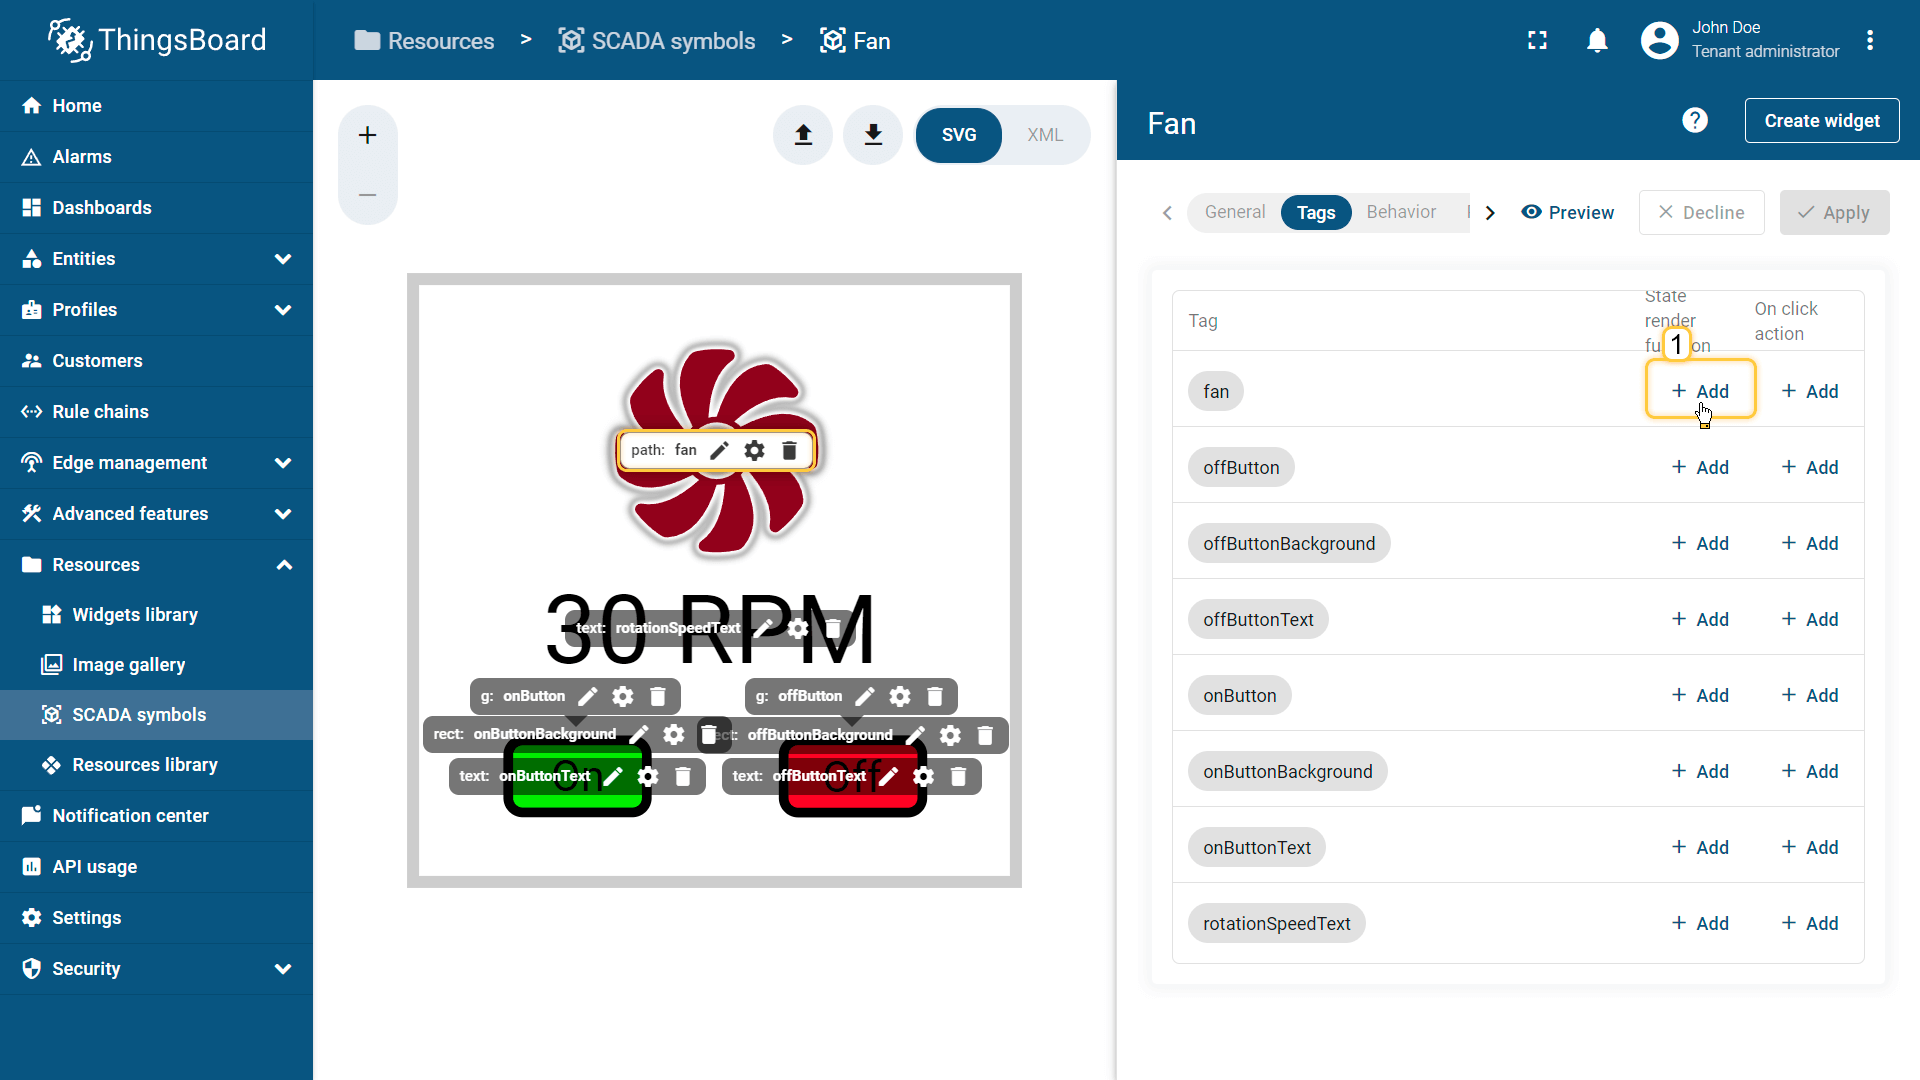 ThingsBoard
Resources > SCADA symbols > Fan
John Doe
Tenant administrator
Home
Alarms
Dashboards
Entities
Profiles
Customers
Rule chains
Edge management
Advanced features
Resources
Widgets library
Image gallery
SCADA symbols
Resources library
Notification center
API usage
Settings
Security
+
−
SVG XML
path: fan
30 RPM
text: rotationSpeedText
g: onButton
g: offButton
rect: onButtonBackground
offButtonBackground
On
text: onButtonText
Off
text: offButtonText
Fan
? Create widget
General Tags Behavior Preview Decline Apply
Tag
State
render
On click
action
1
fan + Add + Add
offButton + Add + Add
offButtonBackground + Add + Add
offButtonText + Add + Add
onButton + Add + Add
onButtonBackground + Add + Add
onButtonText + Add + Add
rotationSpeedText + Add + Add